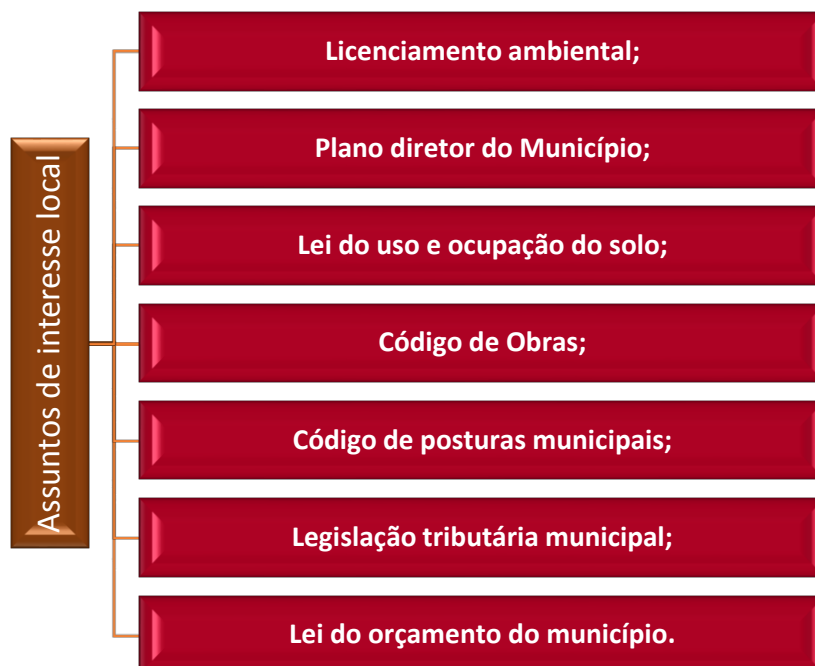 Assuntos de interesse local
Licenciamento ambiental;
Plano diretor do Município;
Lei do uso e ocupação do solo;
Código de Obras;
Código de posturas municipais;
Legislação tributária municipal;
Lei do orçamento do município.